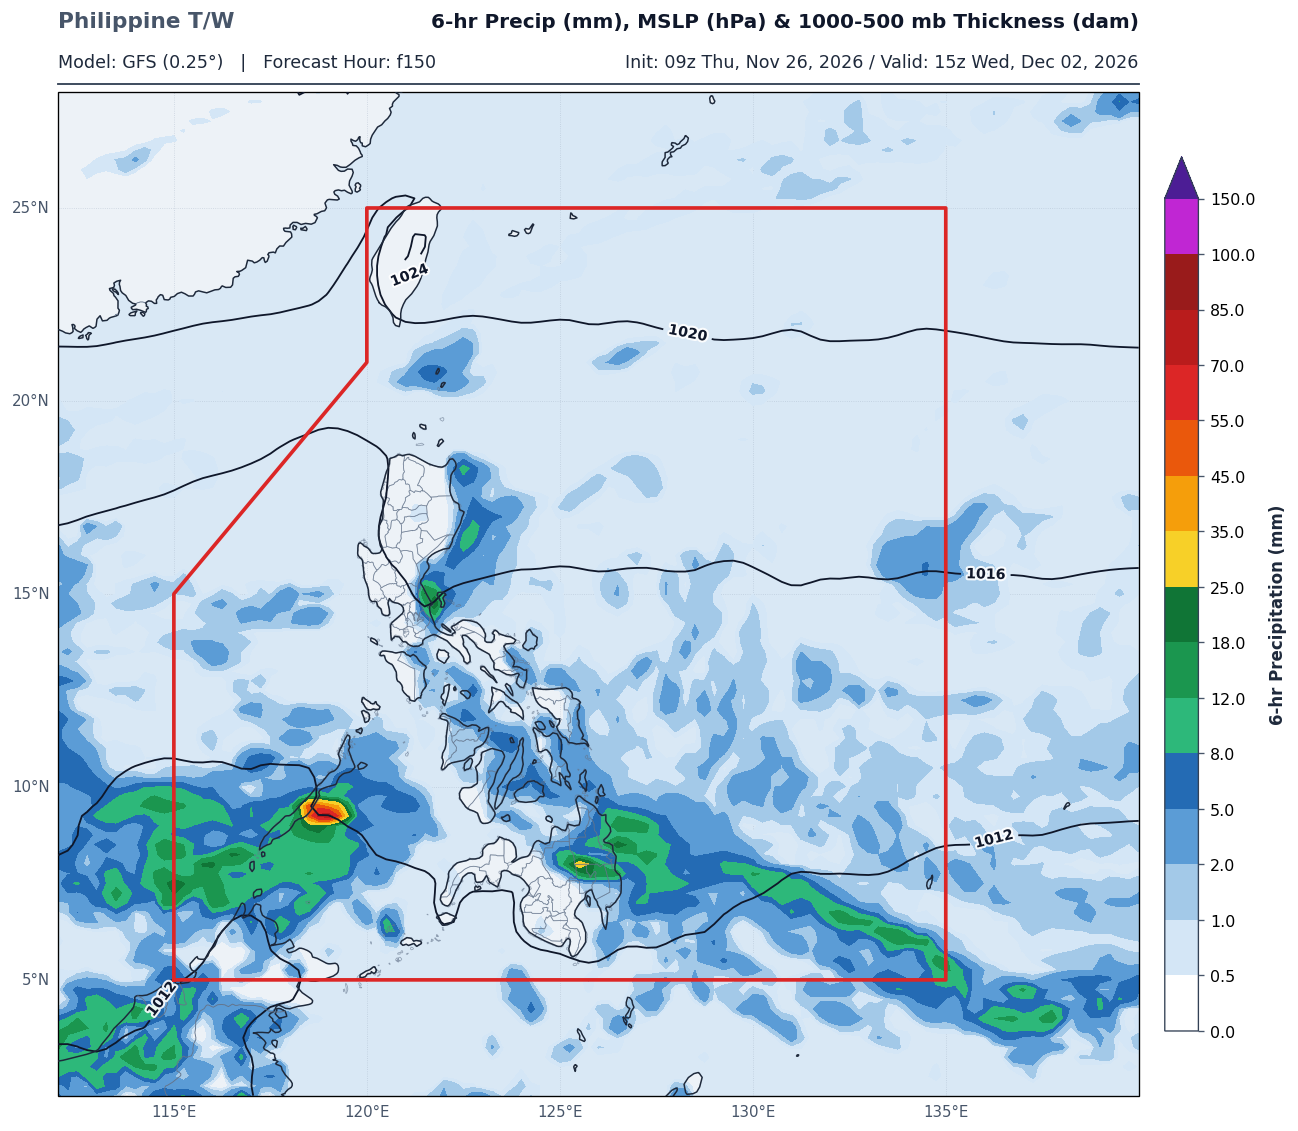 Philippine T/W
6-hr Precip (mm), MSLP (hPa) & 1000-500 mb Thickness (dam)
Model: GFS (0.25°) | Forecast Hour: f150
Init: 09z Thu, Nov 26, 2026 / Valid: 15z Wed, Dec 02, 2026
25°N
20°N
15°N
10°N
5°N
115°E
120°E
125°E
130°E
135°E
1024
1020
1016
1012
1012
150.0
100.0
85.0
70.0
55.0
45.0
35.0
25.0
18.0
12.0
8.0
5.0
2.0
1.0
0.5
0.0
6-hr Precipitation (mm)